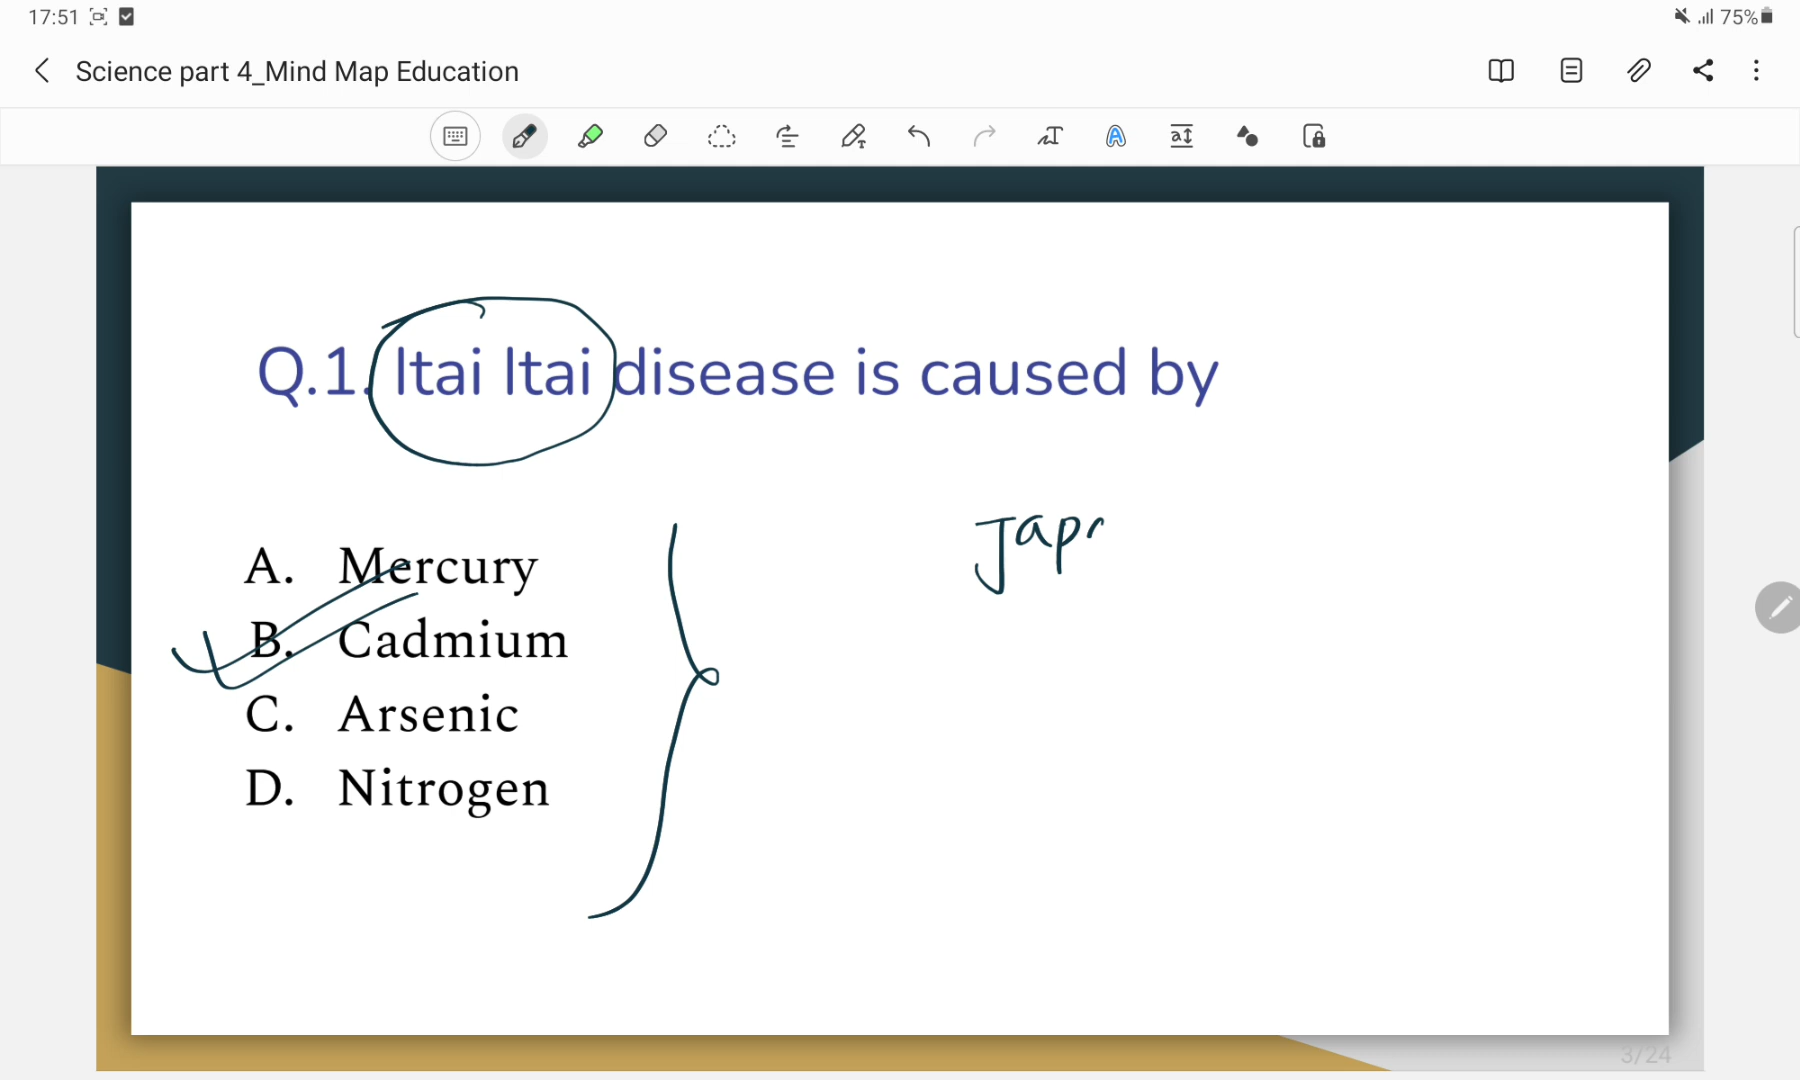 17:51 75%
Science part 4_Mind Map Education
Q.1. Itai Itai disease is caused by
A. Mercury
B. Cadmium
C. Arsenic
D. Nitrogen
3/24